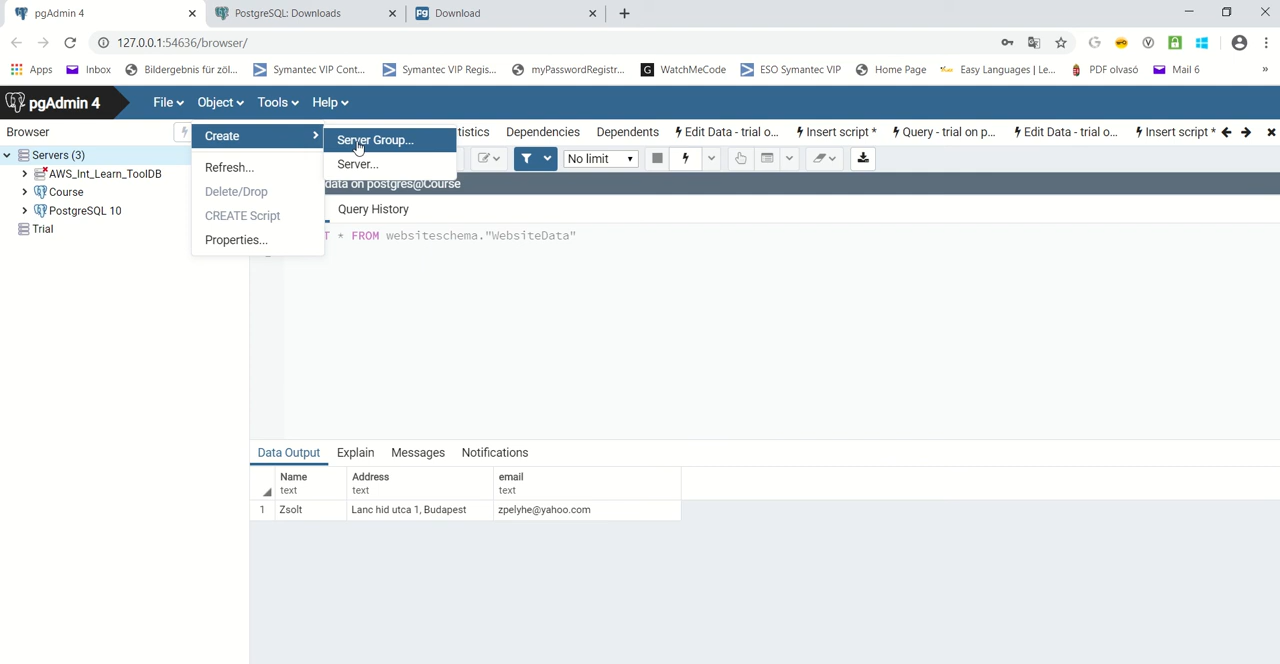 pgAdmin 4
PostgreSQL: Downloads
Download
127.0.0.1:54636/browser/
Apps
Inbox
Bildergebnis für zöl...
Symantec VIP Cont...
Symantec VIP Regis...
myPasswordRegistr...
WatchMeCode
ESO Symantec VIP
Home Page
Easy Languages | Le...
PDF olvasó
Mail 6
»
pgAdmin 4
File
Object
Tools
Help
Browser
Create
Server Group...
tistics
Dependencies
Dependents
Edit Data - trial o...
Insert script *
Query - trial on p...
Edit Data - trial o...
Insert script *
Servers (3)
Refresh...
Server...
No limit
AWS_Int_Learn_ToolDB
Course
Delete/Drop
data on postgres@Course
PostgreSQL 10
CREATE Script
Query History
Trial
Properties...
T * FROM websiteschema."WebsiteData"
Data Output
Explain
Messages
Notifications
Name
text
Address
text
email
text
1
Zsolt
Lanc hid utca 1, Budapest
zpelyhe@yahoo.com